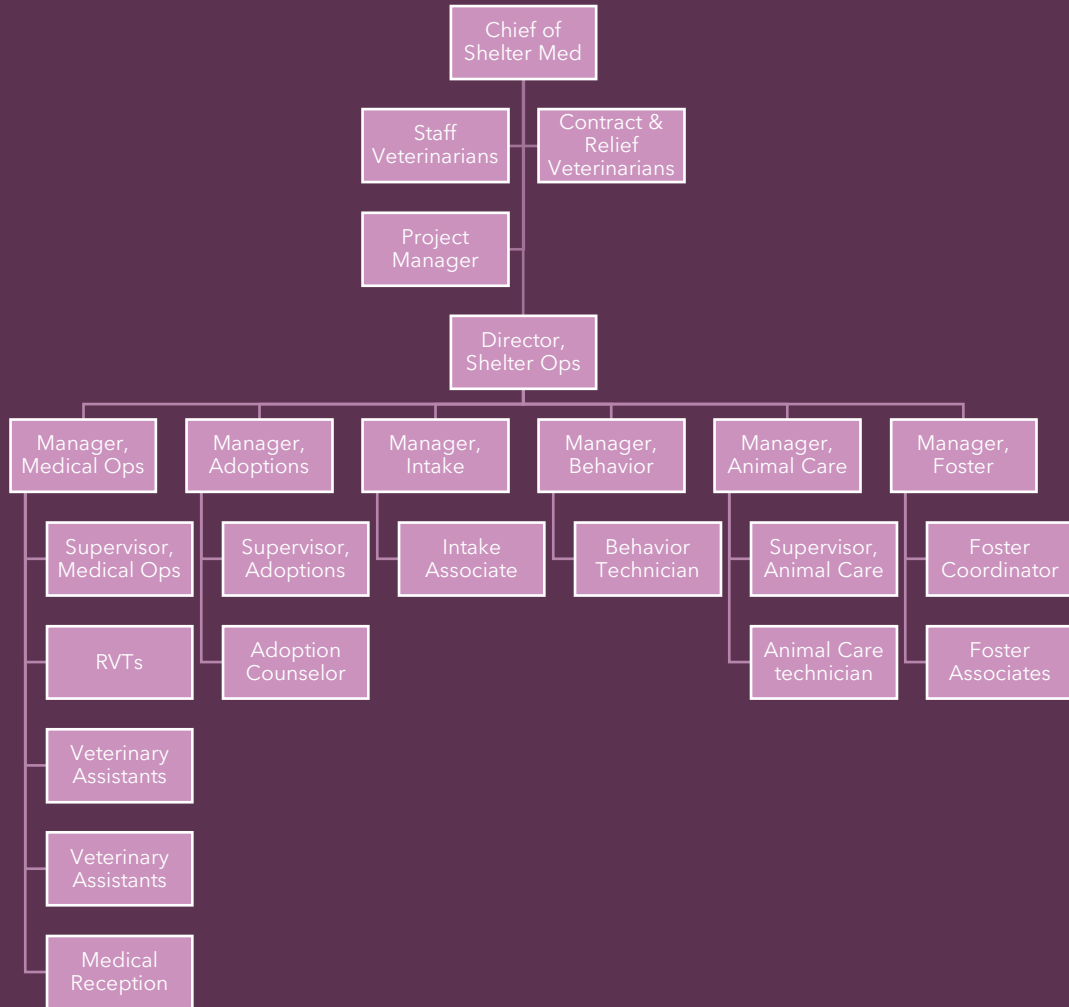 Chief of
Shelter Med
Staff
Veterinarians
Contract &
Relief
Veterinarians
Project
Manager
Director,
Shelter Ops
Manager,
Medical Ops
Manager,
Adoptions
Manager,
Intake
Manager,
Behavior
Manager,
Animal Care
Manager,
Foster
Supervisor,
Medical Ops
RVTs
Veterinary
Assistants
Veterinary
Assistants
Medical
Reception
Supervisor,
Adoptions
Adoption
Counselor
Intake
Associate
Behavior
Technician
Supervisor,
Animal Care
Animal Care
technician
Foster
Coordinator
Foster
Associates